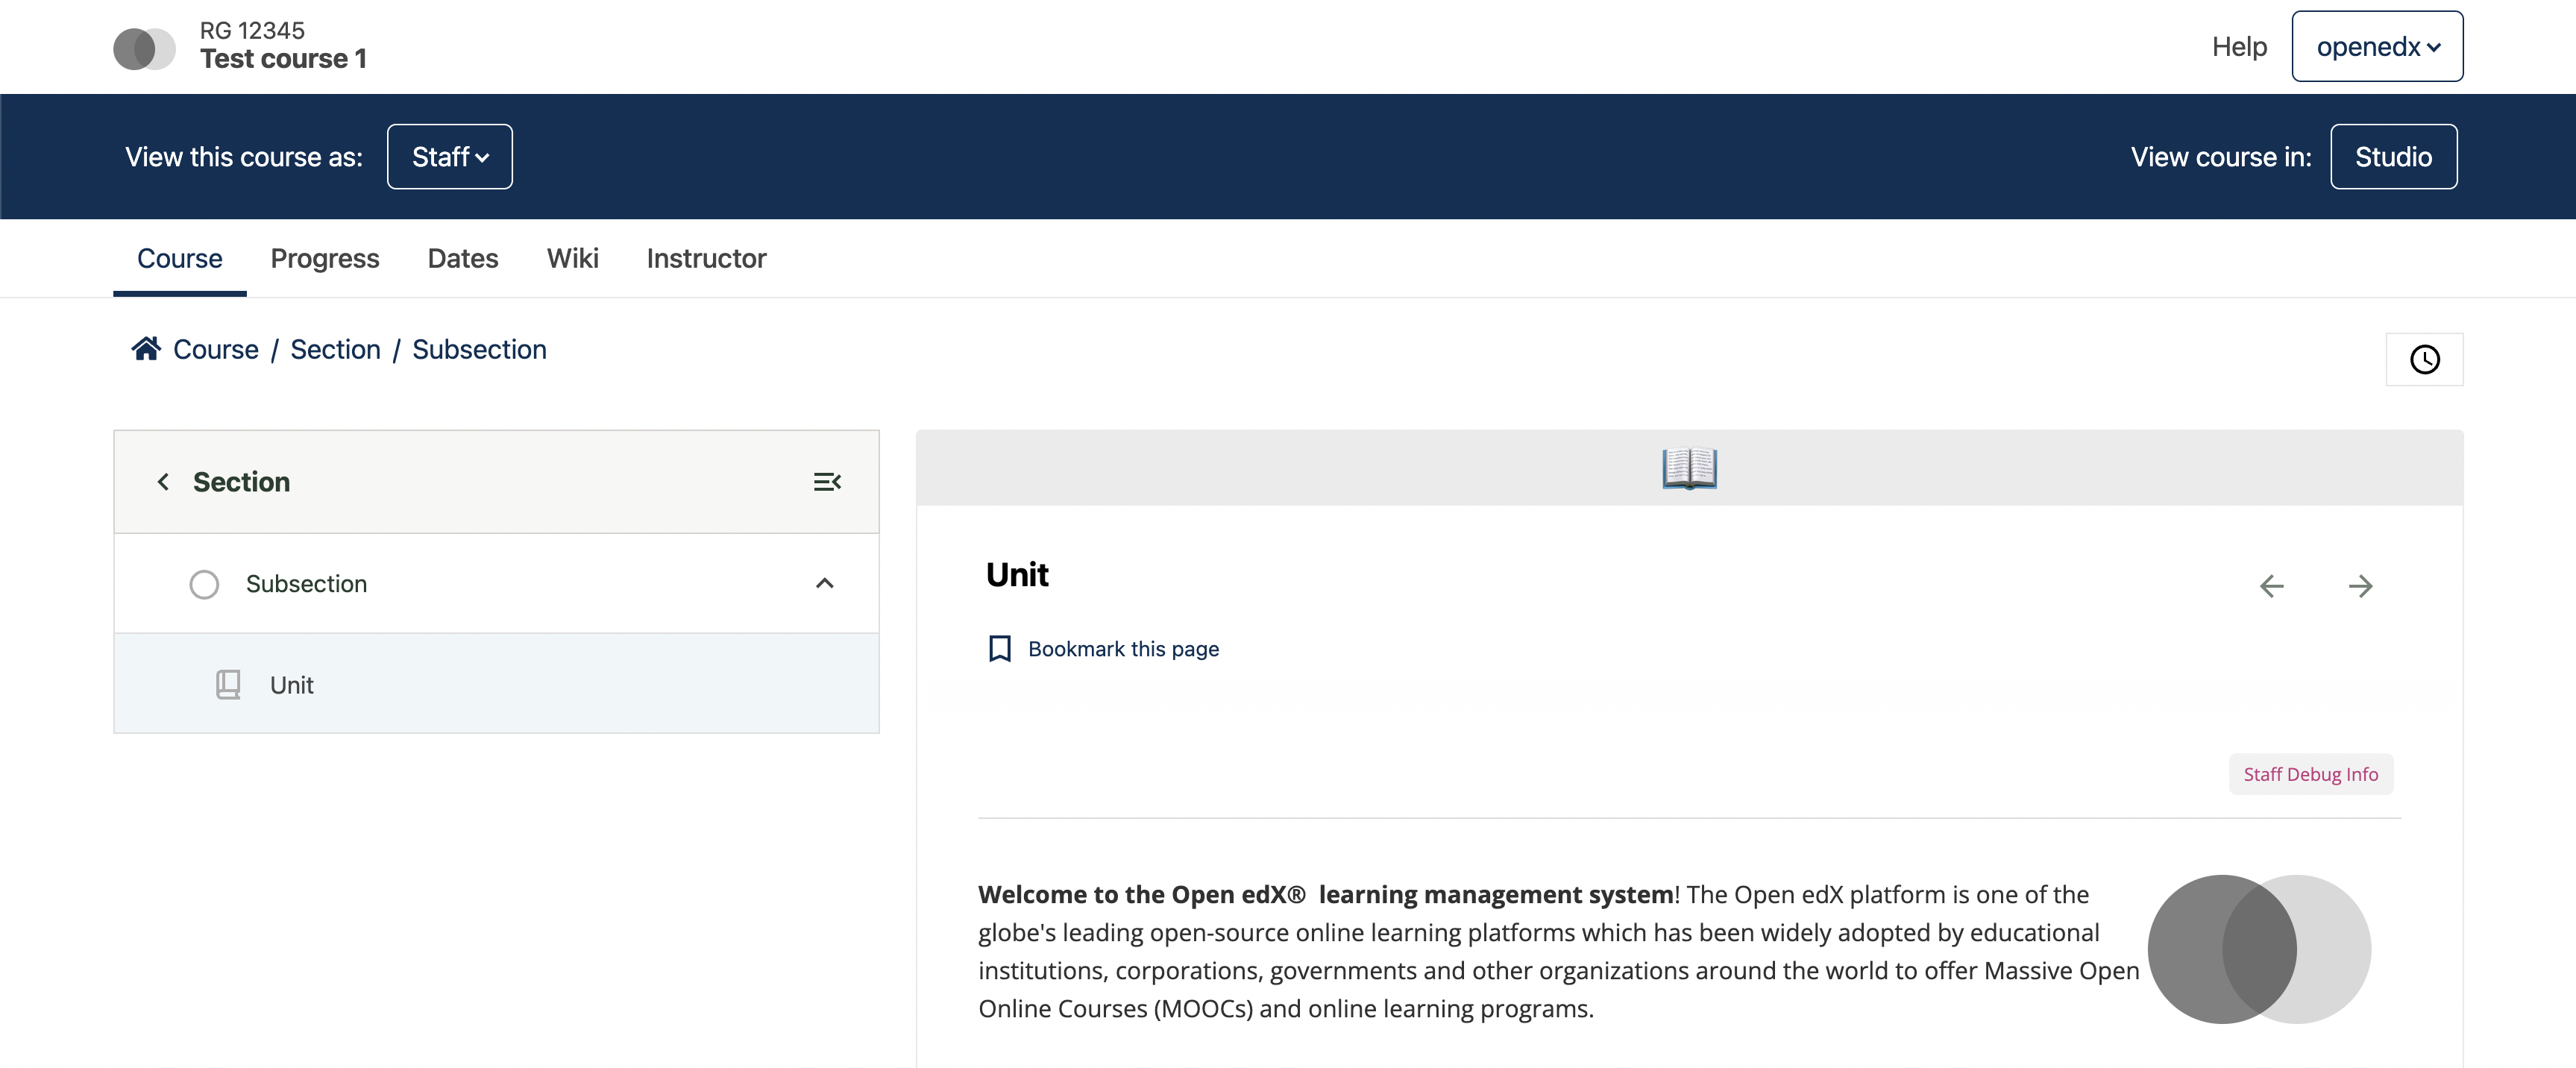 RG 12345
Test course 1
Help
openedx
View this course as:
Staff
View course in:
Studio
Course
Progress
Dates
Wiki
Instructor
Course / Section / Subsection
Section
Subsection
Unit
Unit
Bookmark this page
Staff Debug Info
Welcome to the Open edX® learning management system! The Open edX platform is one of the
globe's leading open-source online learning platforms which has been widely adopted by educational
institutions, corporations, governments and other organizations around the world to offer Massive Open
Online Courses (MOOCs) and online learning programs.